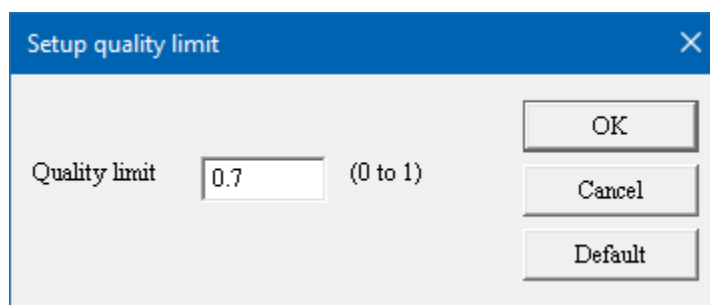 Setup quality limit
OK
Quality limit 0.7 (0 to 1)
Cancel
Default